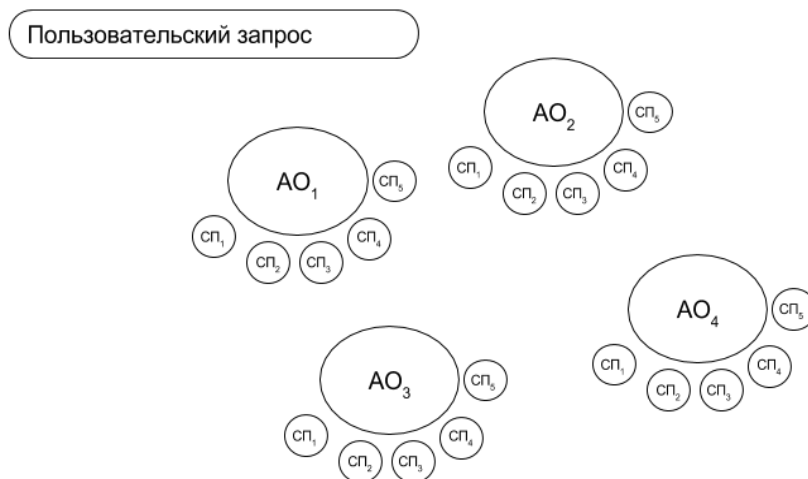 Пользовательский запрос
АО₂
СП₅
СП₁
СП₂
СП₃
СП₄
АО₁
СП₅
СП₁
СП₂
СП₃
СП₄
АО₄
СП₅
СП₁
СП₂
СП₃
СП₄
АО₃
СП₅
СП₁
СП₂
СП₃
СП₄